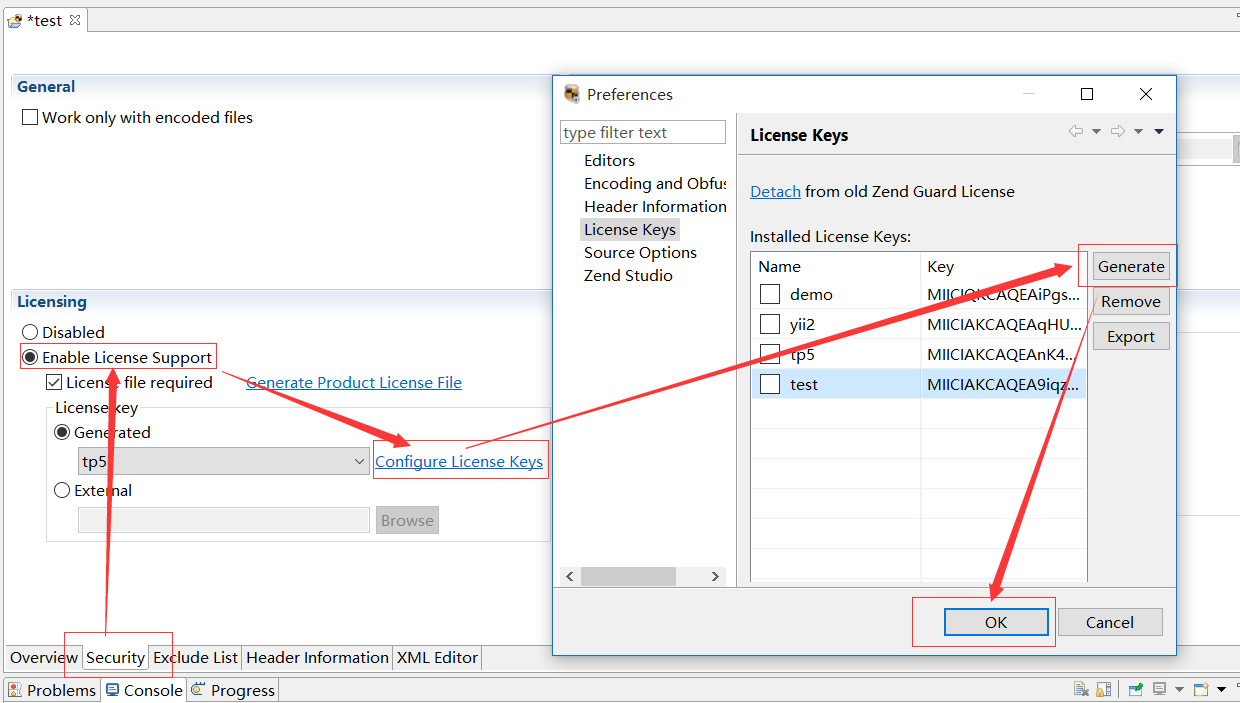 *test
General
Work only with encoded files
Licensing
Disabled
Enable License Support
License file required
Generate Product License File
License key
Generated
tp5
Configure License Keys
External
Browse
Overview
Security
Exclude List
Header Information
XML Editor
Problems
Console
Progress
Preferences
type filter text
Editors
Encoding and Obfus
Header Information
License Keys
Source Options
Zend Studio
License Keys
Detach from old Zend Guard License
Installed License Keys:
Name Key
demo MIICIQKCAQEAiPgs...
yii2 MIICIAKCAQEAqHU...
tp5 MIICIAKCAQEAnK4...
test MIICIAKCAQEA9iqz...
Generate
Remove
Export
OK
Cancel